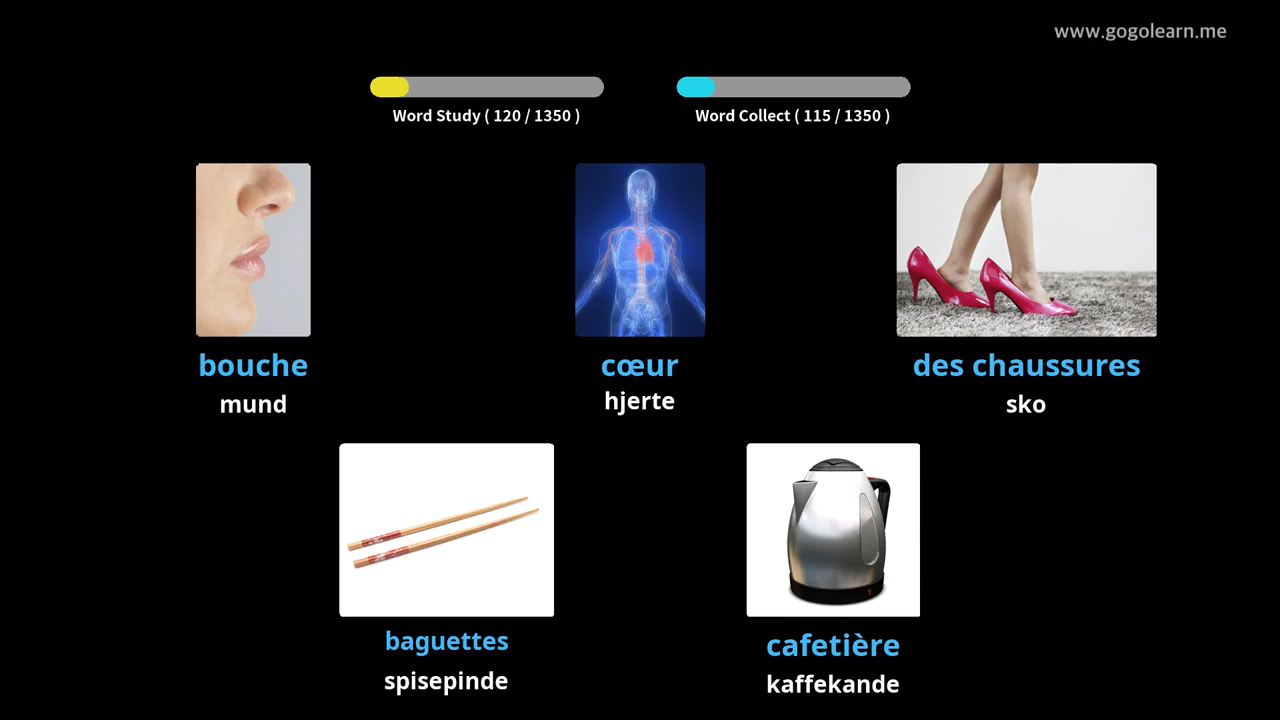 www.gogolearn.me
Word Study ( 120 / 1350 )
Word Collect ( 115 / 1350 )
bouche
mund
cœur
hjerte
des chaussures
sko
baguettes
spisepinde
cafetière
kaffekande